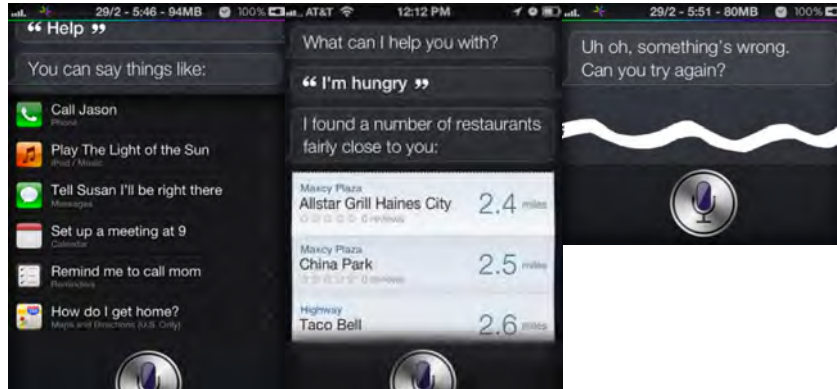 29/2 - 5:46 - 94MB 100%
“ Help ”
You can say things like:
Call Jason
Phone
Play The Light of the Sun
iPod / Music
Tell Susan I'll be right there
Messages
Set up a meeting at 9
Calendar
Remind me to call mom
Reminders
How do I get home?
Maps and Directions (U.S. Only)
AT&T 12:12 PM
What can I help you with?
“ I'm hungry ”
I found a number of restaurants
fairly close to you:
Maxcy Plaza
Allstar Grill Haines City 2.4 miles
0 reviews
Maxcy Plaza
China Park 2.5 miles
0 reviews
Highway
Taco Bell 2.6 miles
29/2 - 5:51 - 80MB 100%
Uh oh, something's wrong.
Can you try again?